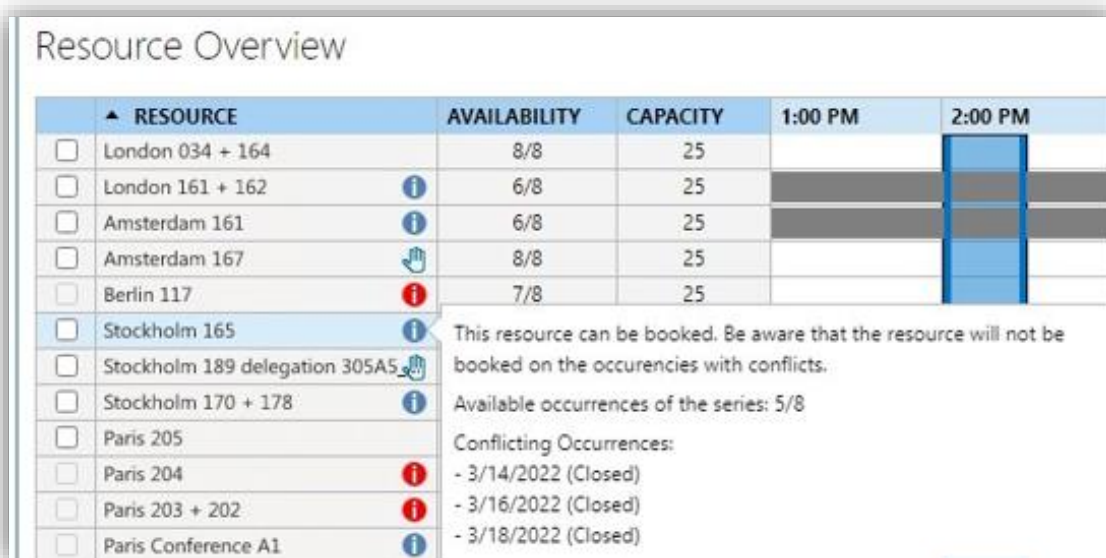 Resource Overview
▲ RESOURCE AVAILABILITY CAPACITY 1:00 PM 2:00 PM
London 034 + 164 8/8 25
London 161 + 162 6/8 25
Amsterdam 161 6/8 25
Amsterdam 167 8/8 25
Berlin 117 7/8 25
Stockholm 165
Stockholm 189 delegation 305A5_
Stockholm 170 + 178
Paris 205
Paris 204
Paris 203 + 202
Paris Conference A1
This resource can be booked. Be aware that the resource will not be
booked on the occurencies with conflicts.
Available occurrences of the series: 5/8
Conflicting Occurrences:
- 3/14/2022 (Closed)
- 3/16/2022 (Closed)
- 3/18/2022 (Closed)